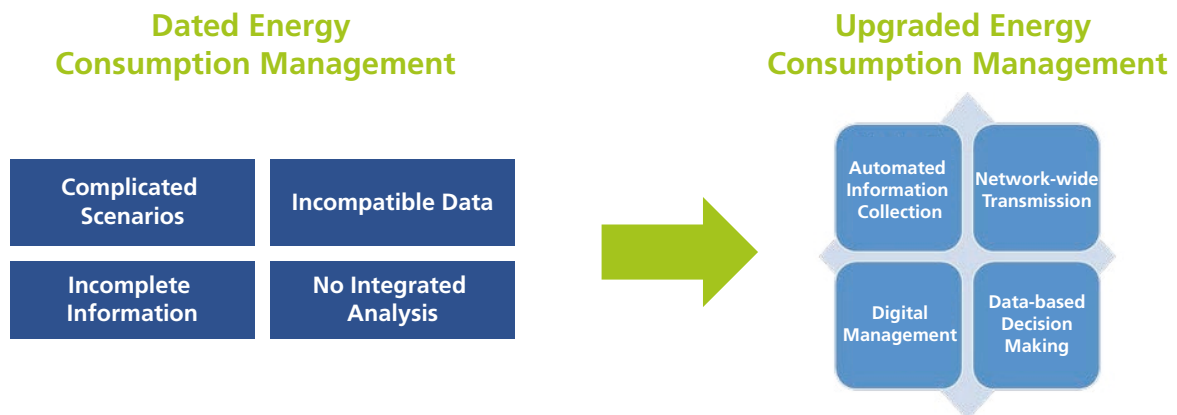 Dated Energy
Consumption Management
Upgraded Energy
Consumption Management
Complicated
Scenarios
Incompatible Data
Incomplete
Information
No Integrated
Analysis
Automated
Information
Collection
Network-wide
Transmission
Digital
Management
Data-based
Decision
Making